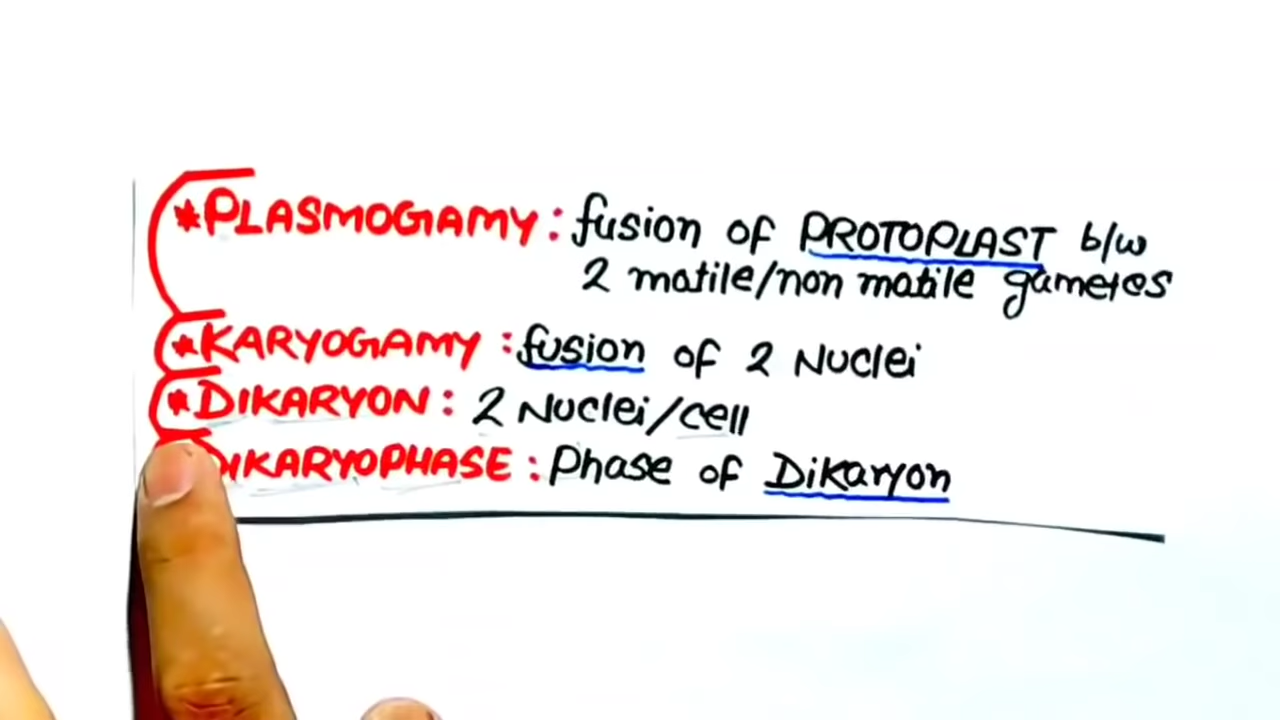 *PLASMOGAMY: fusion of PROTOPLAST b/w
2 motile/non motile gametes
*KARYOGAMY: fusion of 2 Nuclei
*DIKARYON: 2 Nuclei/cell
DIKARYOPHASE: Phase of Dikaryon